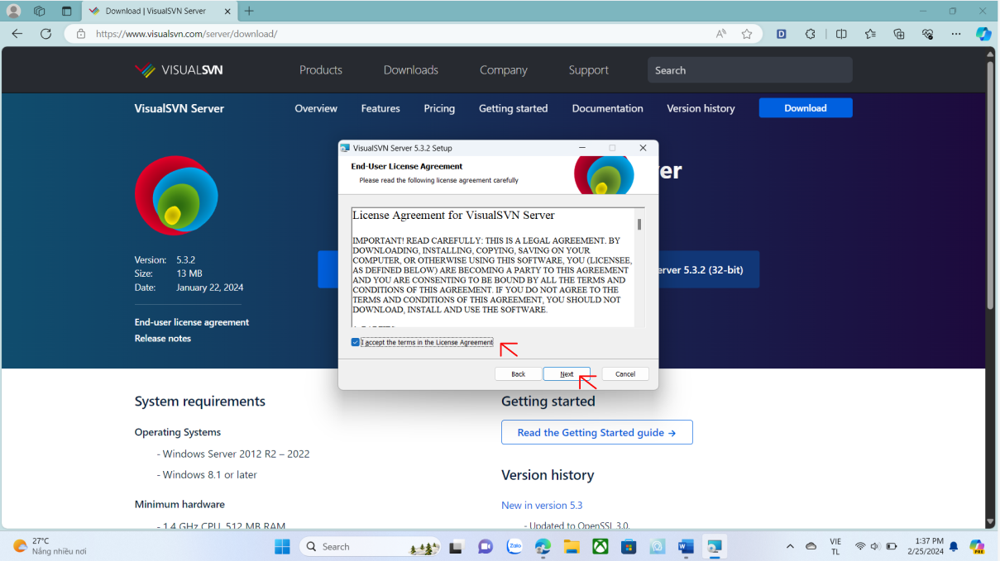 Download | VisualSVN Server
https://www.visualsvn.com/server/download/
VISUALSVN
Products
Downloads
Company
Support
Search
VisualSVN Server
Overview
Features
Pricing
Getting started
Documentation
Version history
Download
VisualSVN Server 5.3.2 Setup
End-User License Agreement
Please read the following license agreement carefully
er
License Agreement for VisualSVN Server
IMPORTANT! READ CAREFULLY: THIS IS A LEGAL AGREEMENT. BY
DOWNLOADING, INSTALLING, COPYING, SAVING ON YOUR
COMPUTER, OR OTHERWISE USING THIS SOFTWARE, YOU (LICENSEE,
AS DEFINED BELOW) ARE BECOMING A PARTY TO THIS AGREEMENT
AND YOU ARE CONSENTING TO BE BOUND BY ALL THE TERMS AND
CONDITIONS OF THIS AGREEMENT. IF YOU DO NOT AGREE TO THE
TERMS AND CONDITIONS OF THIS AGREEMENT, YOU SHOULD NOT
DOWNLOAD, INSTALL AND USE THE SOFTWARE.
I accept the terms in the License Agreement
Back
Next
Cancel
Version: 5.3.2
Size: 13 MB
Date: January 22, 2024
erver 5.3.2 (32-bit)
End-user license agreement
Release notes
System requirements
Operating Systems
- Windows Server 2012 R2 – 2022
- Windows 8.1 or later
Minimum hardware
- 1.4 GHz CPU, 512 MB RAM
Getting started
Read the Getting Started guide →
Version history
New in version 5.3
- Updated to OpenSSL 3.0.
27°C
Nắng nhiều nơi
Search
Zalo
VIE
TL
1:37 PM
2/25/2024
PRE